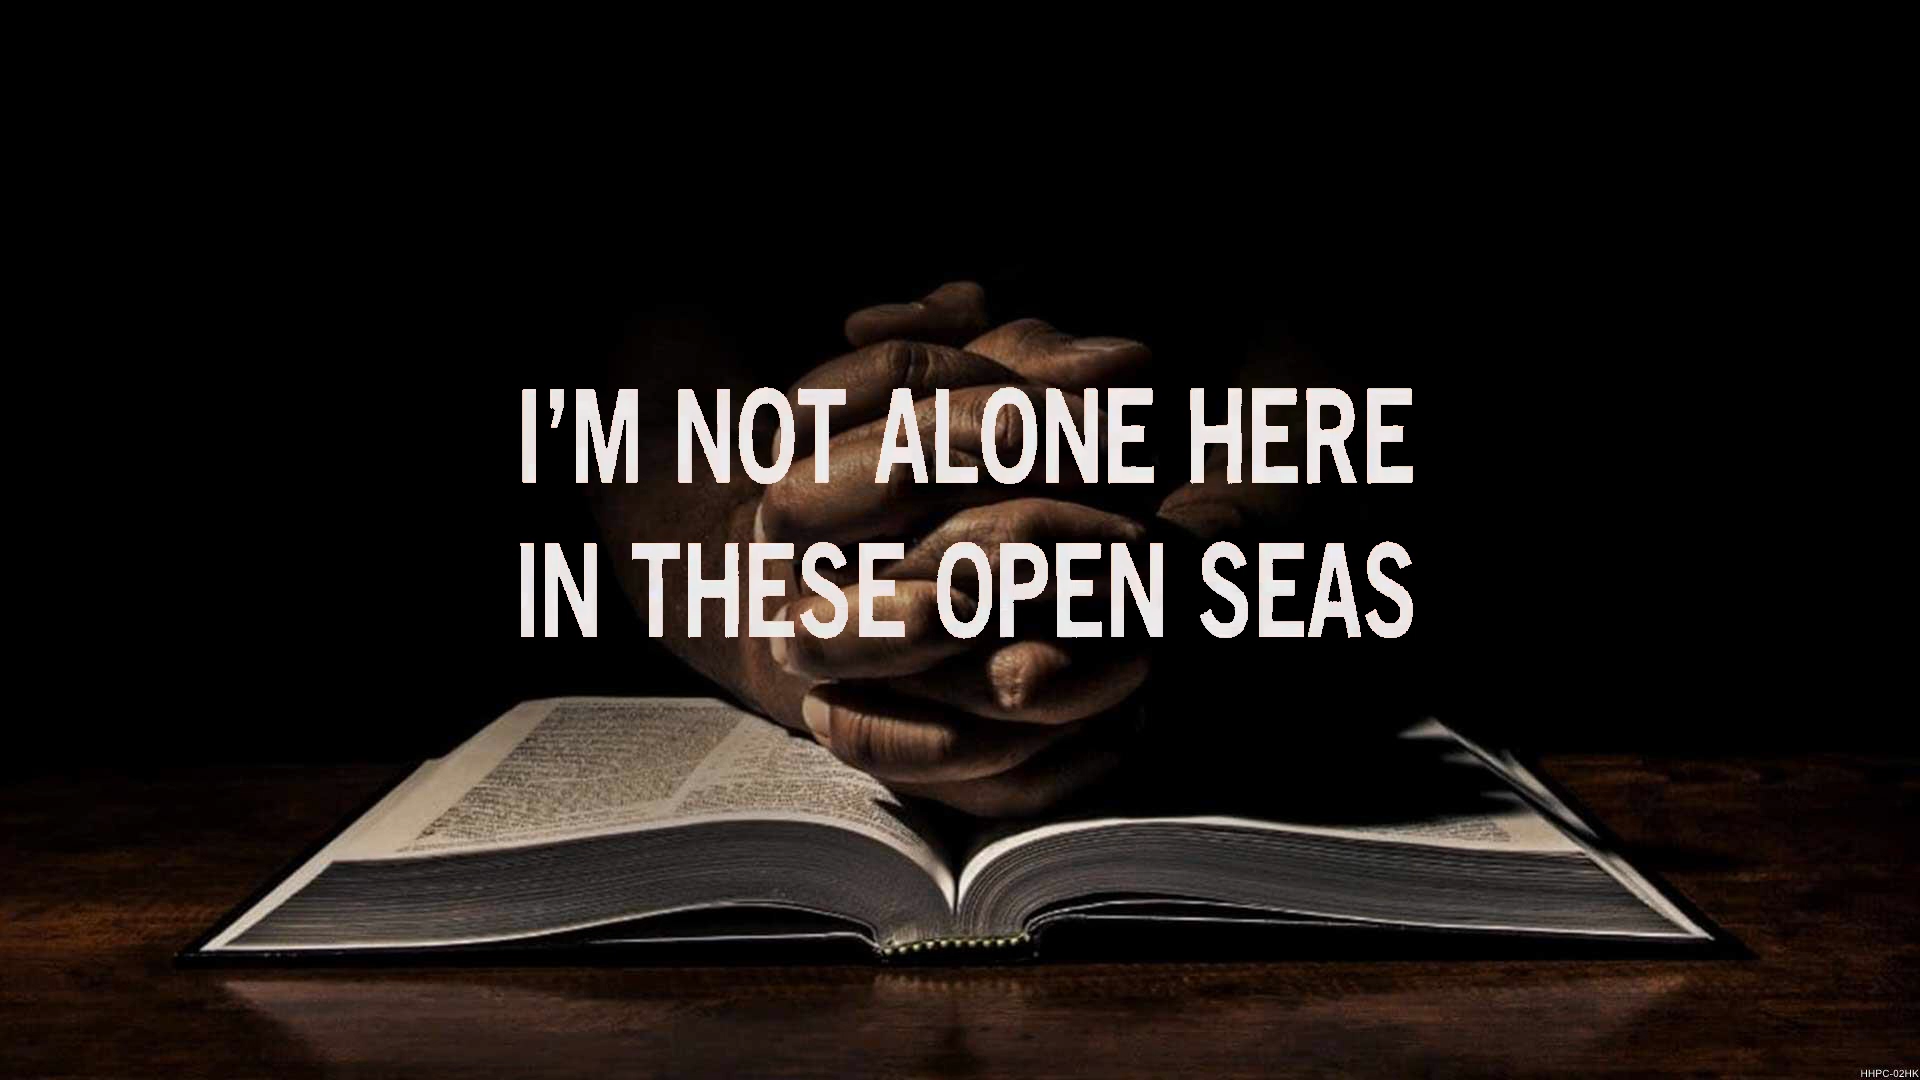 I’M NOT ALONE HERE
IN THESE OPEN SEAS
HHPC-02HK